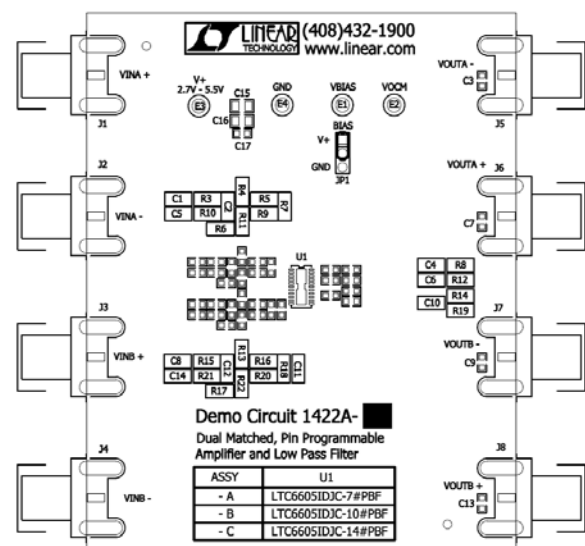 LT LINEAR TECHNOLOGY (408)432-1900
www.linear.com
VINA +
J1
V+
2.7V - 5.5V
E3
C15
C16
C17
GND
E4
VBIAS
E1
VOCM
E2
BIAS
V+
GND
JP1
VOUTA -
C3
J5
J2
VINA -
C1 R3 C2 R4 R5 R7
C5 R10 R11 R9
R6
VOUTA + J6
C7
U1
C4 R8
C6 R12
C10 R14
R19
J3
VINB +
C8 R15 C12 R13 R16 R18 C11
C14 R21 R22 R20
R17
J7
VOUTB -
C9
Demo Circuit 1422A-
Dual Matched, Pin Programmable
Amplifier and Low Pass Filter
ASSY U1
- A LTC6605IDJC-7#PBF
- B LTC6605IDJC-10#PBF
- C LTC6605IDJC-14#PBF
J4
VINB -
J8
VOUTB +
C13